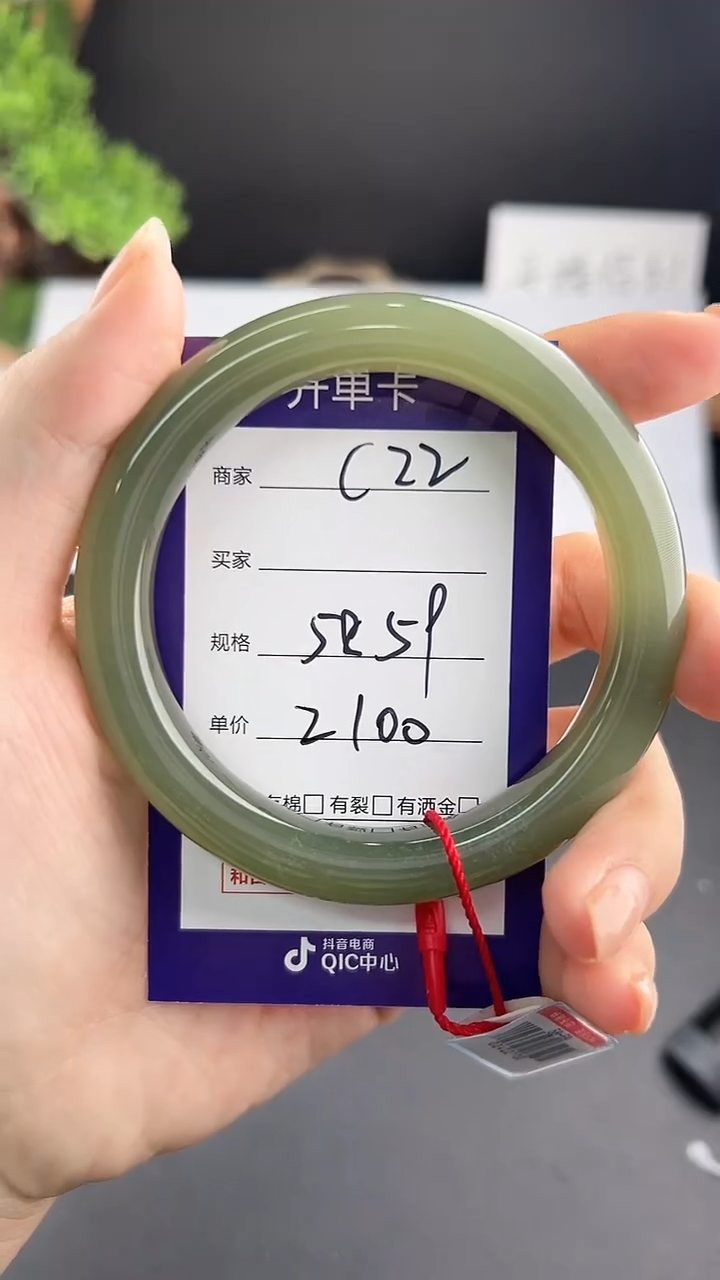 开单卡
商家 C22
买家
规格 58 59
单价 2100
有棉□ 有裂□ 有洒金□
抖音电商
QIC中心